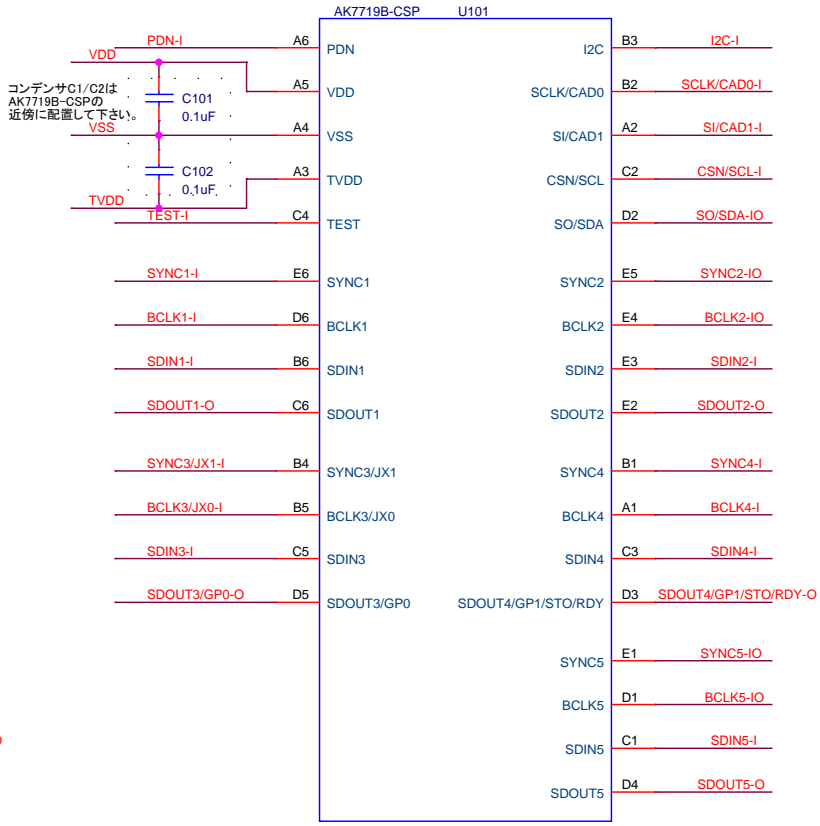 AK7719B-CSP U101
PDN-I A6 PDN
VDD
コンデンサC1/C2は
AK7719B-CSPの
近傍に配置して下さい。
A5 VDD
C101
0.1uF
VSS A4 VSS
C102
0.1uF
A3 TVDD
TVDD
TEST-I C4 TEST
SYNC1-I E6 SYNC1
BCLK1-I D6 BCLK1
SDIN1-I B6 SDIN1
SDOUT1-O C6 SDOUT1
SYNC3/JX1-I B4 SYNC3/JX1
BCLK3/JX0-I B5 BCLK3/JX0
SDIN3-I C5 SDIN3
SDOUT3/GP0-O D5 SDOUT3/GP0
I2C B3 I2C-I
SCLK/CAD0 B2 SCLK/CAD0-I
SI/CAD1 A2 SI/CAD1-I
CSN/SCL C2 CSN/SCL-I
SO/SDA D2 SO/SDA-IO
SYNC2 E5 SYNC2-IO
BCLK2 E4 BCLK2-IO
SDIN2 E3 SDIN2-I
SDOUT2 E2 SDOUT2-O
SYNC4 B1 SYNC4-I
BCLK4 A1 BCLK4-I
SDIN4 C3 SDIN4-I
SDOUT4/GP1/STO/RDY D3 SDOUT4/GP1/STO/RDY-O
SYNC5 E1 SYNC5-IO
BCLK5 D1 BCLK5-IO
SDIN5 C1 SDIN5-I
SDOUT5 D4 SDOUT5-O